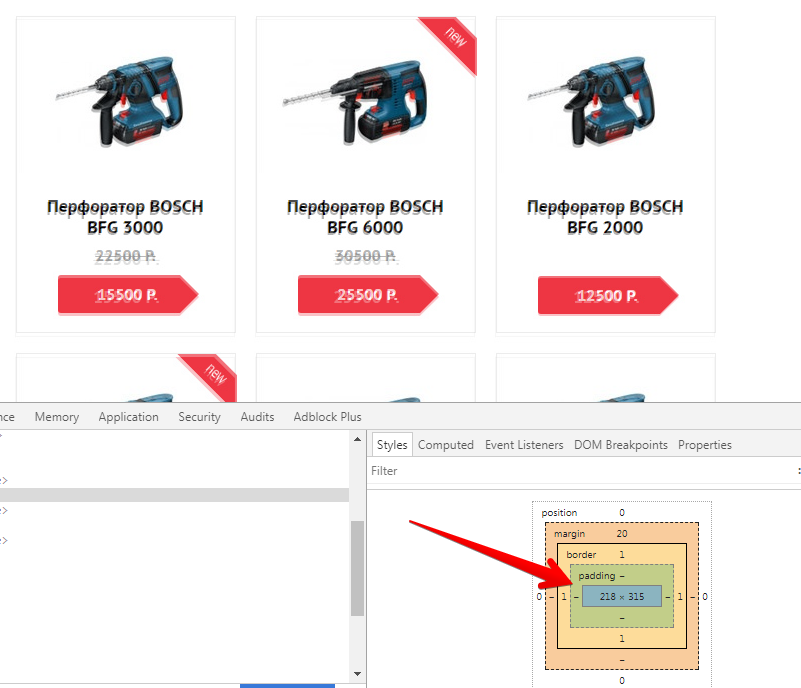 new
Перфоратор BOSCH
BFG 3000
Перфоратор BOSCH
BFG 6000
Перфоратор BOSCH
BFG 2000
22500 Р.
30500 Р.
15500 Р.
25500 Р.
12500 Р.
new
nce
Memory
Application
Security
Audits
Adblock Plus
Styles
Computed
Event Listeners
DOM Breakpoints
Properties
Filter
position 0
margin 20
border 1
padding –
0 – 1 – 218 × 315 – 1 – 0
–
1
–
0